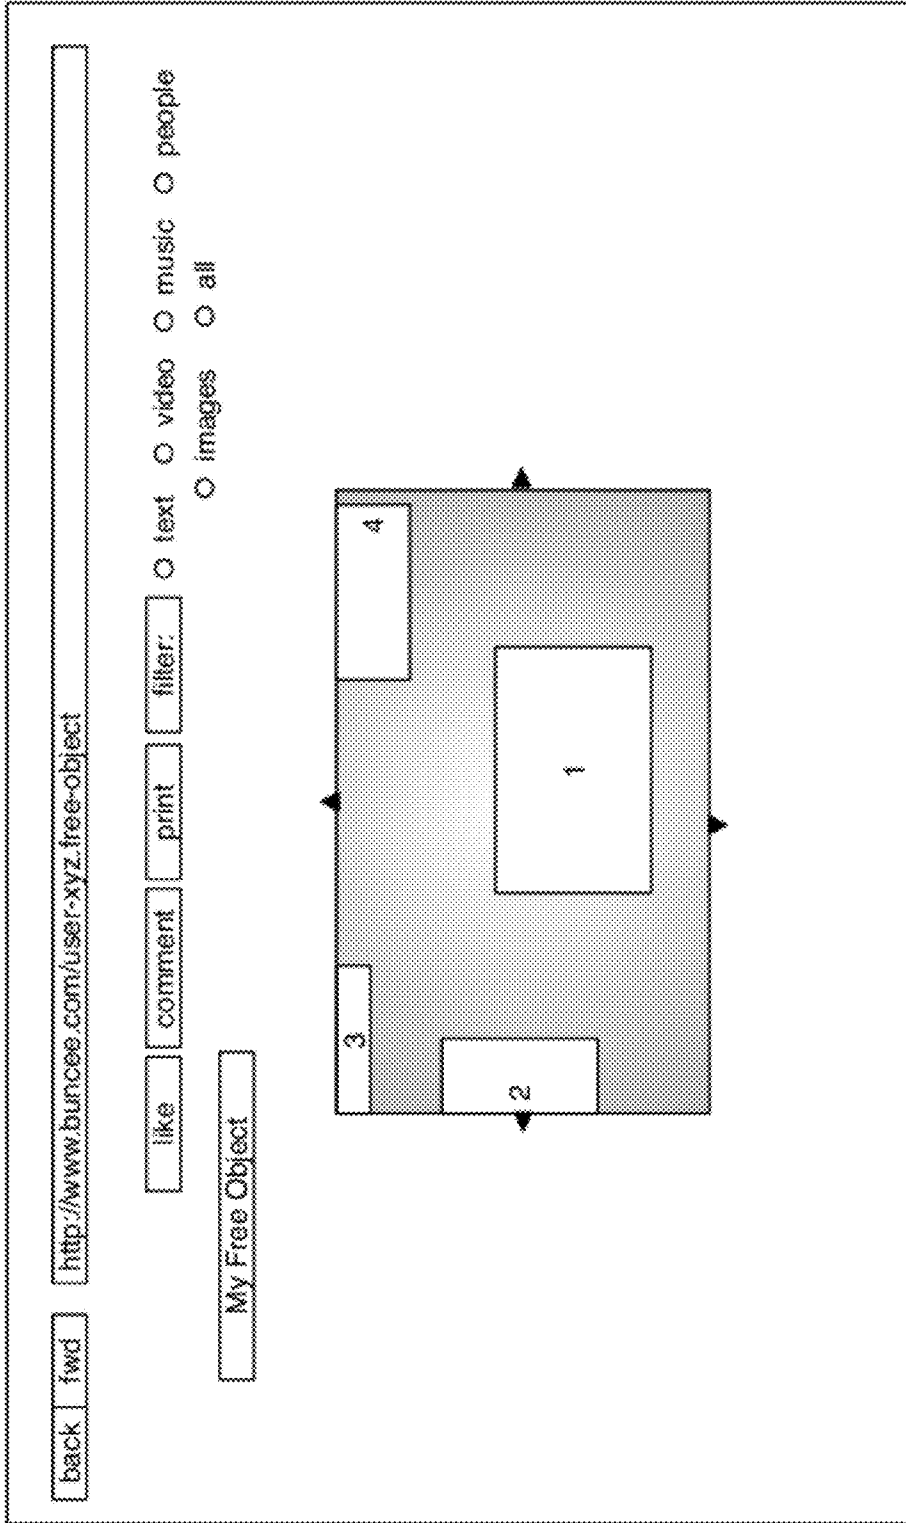 back fwd http://www.buncee.com/user-xyz.free-object
like comment print filter: O text O video O music O people
O images O all
My Free Object
3 4
2 1